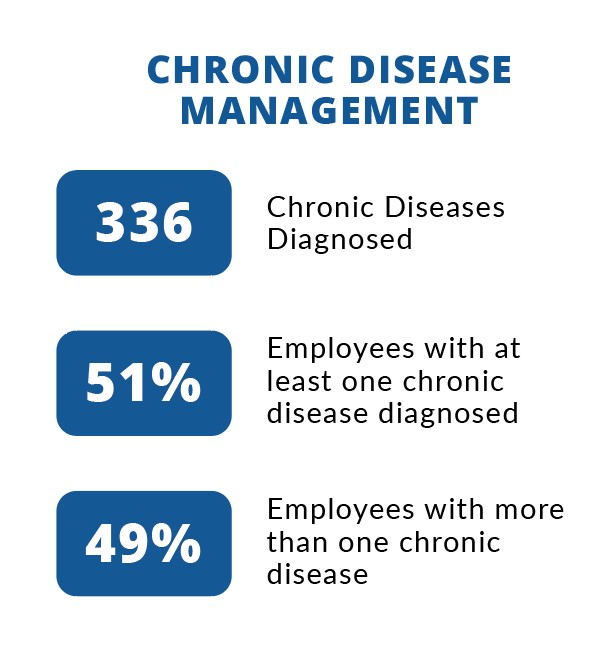 CHRONIC DISEASE
MANAGEMENT
336
Chronic Diseases
Diagnosed
51%
Employees with at
least one chronic
disease diagnosed
49%
Employees with more
than one chronic
disease